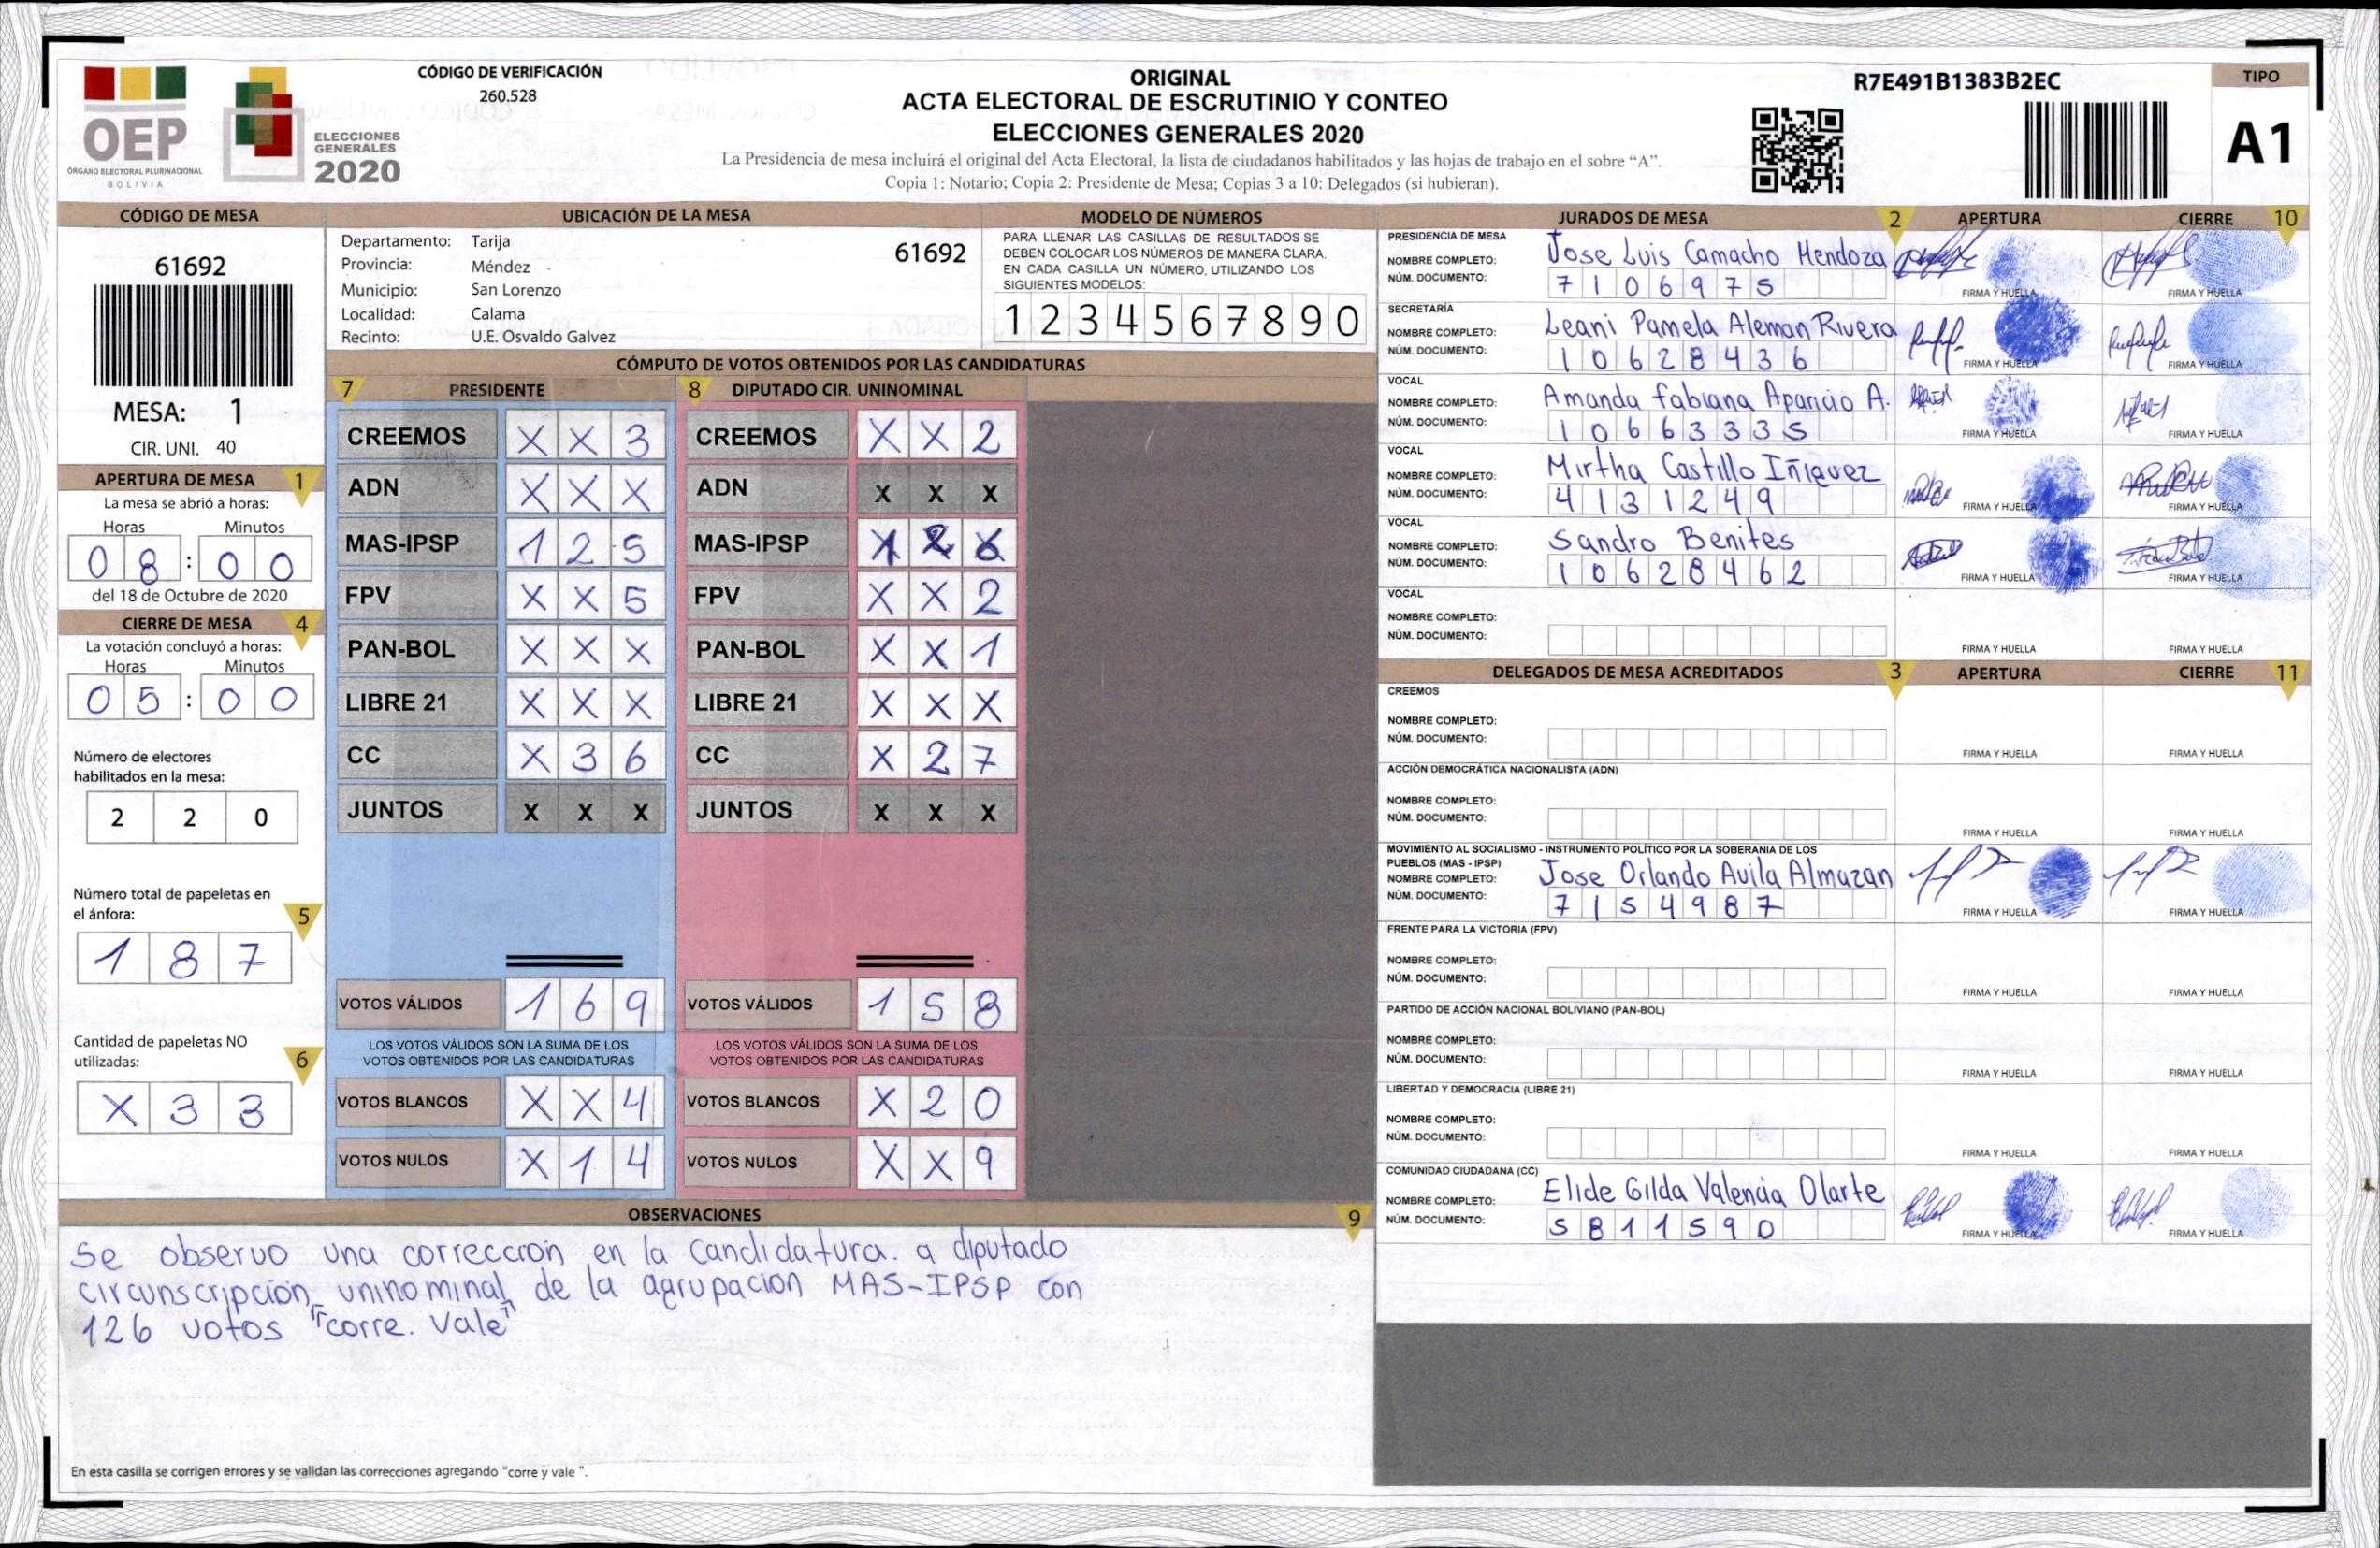 OEP
ÓRGANO ELECTORAL PLURINACIONAL
BOLIVIA
ELECCIONES
GENERALES
2020
CÓDIGO DE VERIFICACIÓN
260.528
ORIGINAL
ACTA ELECTORAL DE ESCRUTINIO Y CONTEO
ELECCIONES GENERALES 2020
La Presidencia de mesa incluirá el original del Acta Electoral, la lista de ciudadanos habilitados y las hojas de trabajo en el sobre “A”.
Copia 1: Notario; Copia 2: Presidente de Mesa; Copias 3 a 10: Delegados (si hubieran).
R7E491B1383B2EC
TIPO
A1
CÓDIGO DE MESA
61692
MESA: 1
CIR. UNI. 40
APERTURA DE MESA 1
La mesa se abrió a horas:
Horas Minutos
08 : 00
del 18 de Octubre de 2020
CIERRE DE MESA 4
La votación concluyó a horas:
Horas Minutos
05 : 00
Número de electores
habilitados en la mesa:
2 2 0
Número total de papeletas en
el ánfora: 5
1 8 7
Cantidad de papeletas NO
utilizadas: 6
X 3 3
UBICACIÓN DE LA MESA
Departamento: Tarija 61692
Provincia: Méndez
Municipio: San Lorenzo
Localidad: Calama
Recinto: U.E. Osvaldo Galvez
MODELO DE NÚMEROS
PARA LLENAR LAS CASILLAS DE RESULTADOS SE
DEBEN COLOCAR LOS NÚMEROS DE MANERA CLARA.
EN CADA CASILLA UN NÚMERO, UTILIZANDO LOS
SIGUIENTES MODELOS:
1 2 3 4 5 6 7 8 9 0
CÓMPUTO DE VOTOS OBTENIDOS POR LAS CANDIDATURAS
7 PRESIDENTE
CREEMOS X X 3
ADN X X X
MAS-IPSP 1 2 5
FPV X X 5
PAN-BOL X X X
LIBRE 21 X X X
CC X 3 6
JUNTOS X X X
VOTOS VÁLIDOS 1 6 9
LOS VOTOS VÁLIDOS SON LA SUMA DE LOS
VOTOS OBTENIDOS POR LAS CANDIDATURAS
VOTOS BLANCOS X X 4
VOTOS NULOS X 1 4
8 DIPUTADO CIR. UNINOMINAL
CREEMOS X X 2
ADN X X X
MAS-IPSP 1 2 6
FPV X X 2
PAN-BOL X X 1
LIBRE 21 X X X
CC X 2 7
JUNTOS X X X
VOTOS VÁLIDOS 1 5 8
LOS VOTOS VÁLIDOS SON LA SUMA DE LOS
VOTOS OBTENIDOS POR LAS CANDIDATURAS
VOTOS BLANCOS X 2 0
VOTOS NULOS X X 9
OBSERVACIONES 9
Se observo una correccion en la candidatura. a diputado
circunscripción uninominal de la agrupacion MAS-IPSP con
126 votos "corre. Vale"
En esta casilla se corrigen errores y se validan las correcciones agregando "corre y vale ".
JURADOS DE MESA 2 APERTURA CIERRE 10
PRESIDENCIA DE MESA
NOMBRE COMPLETO: Jose Luis Camacho Mendoza
NÚM. DOCUMENTO: 7106975
FIRMA Y HUELLA FIRMA Y HUELLA
SECRETARÍA
NOMBRE COMPLETO: Leani Pamela Aleman Rivera
NÚM. DOCUMENTO: 10628436
FIRMA Y HUELLA FIRMA Y HUELLA
VOCAL
NOMBRE COMPLETO: Amanda fabiana Aparicio A.
NÚM. DOCUMENTO: 10663335
FIRMA Y HUELLA FIRMA Y HUELLA
VOCAL
NOMBRE COMPLETO: Mirtha Castillo Iñiguez
NÚM. DOCUMENTO: 4131249
FIRMA Y HUELLA FIRMA Y HUELLA
VOCAL
NOMBRE COMPLETO: Sandro Benites
NÚM. DOCUMENTO: 10628462
FIRMA Y HUELLA FIRMA Y HUELLA
VOCAL
NOMBRE COMPLETO:
NÚM. DOCUMENTO:
FIRMA Y HUELLA FIRMA Y HUELLA
DELEGADOS DE MESA ACREDITADOS 3 APERTURA CIERRE 11
CREEMOS
NOMBRE COMPLETO:
NÚM. DOCUMENTO:
FIRMA Y HUELLA FIRMA Y HUELLA
ACCIÓN DEMOCRÁTICA NACIONALISTA (ADN)
NOMBRE COMPLETO:
NÚM. DOCUMENTO:
FIRMA Y HUELLA FIRMA Y HUELLA
MOVIMIENTO AL SOCIALISMO - INSTRUMENTO POLÍTICO POR LA SOBERANIA DE LOS
PUEBLOS (MAS - IPSP)
NOMBRE COMPLETO: Jose Orlando Avila Almazan
NÚM. DOCUMENTO: 7154987
FIRMA Y HUELLA FIRMA Y HUELLA
FRENTE PARA LA VICTORIA (FPV)
NOMBRE COMPLETO:
NÚM. DOCUMENTO:
FIRMA Y HUELLA FIRMA Y HUELLA
PARTIDO DE ACCIÓN NACIONAL BOLIVIANO (PAN-BOL)
NOMBRE COMPLETO:
NÚM. DOCUMENTO:
FIRMA Y HUELLA FIRMA Y HUELLA
LIBERTAD Y DEMOCRACIA (LIBRE 21)
NOMBRE COMPLETO:
NÚM. DOCUMENTO:
FIRMA Y HUELLA FIRMA Y HUELLA
COMUNIDAD CIUDADANA (CC)
NOMBRE COMPLETO: Elide Gilda Valencia Olarte
NÚM. DOCUMENTO: 5811590
FIRMA Y HUELLA FIRMA Y HUELLA